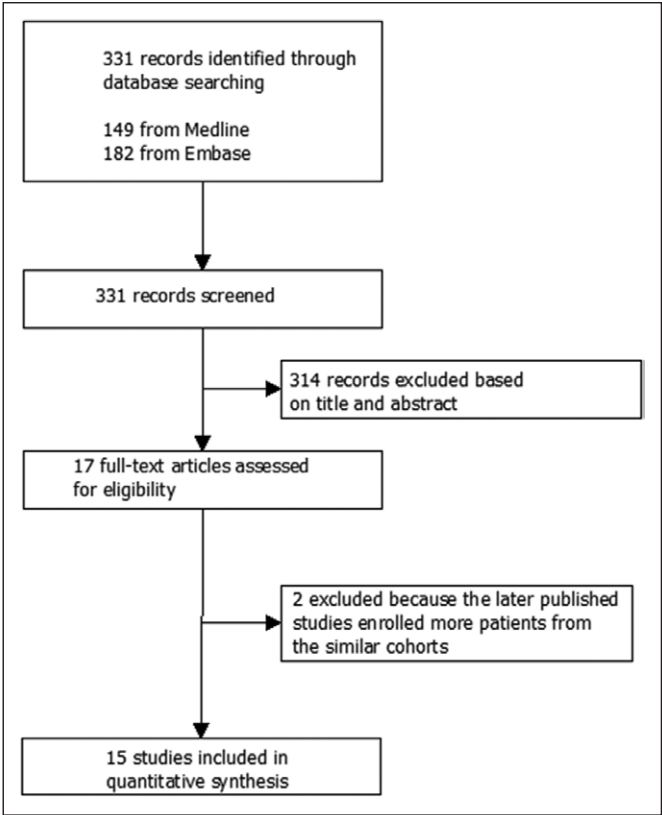 331 records identified through
database searching
149 from Medline
182 from Embase
331 records screened
314 records excluded based
on title and abstract
17 full-text articles assessed
for eligibility
2 excluded because the later published
studies enrolled more patients from
the similar cohorts
15 studies included in
quantitative synthesis